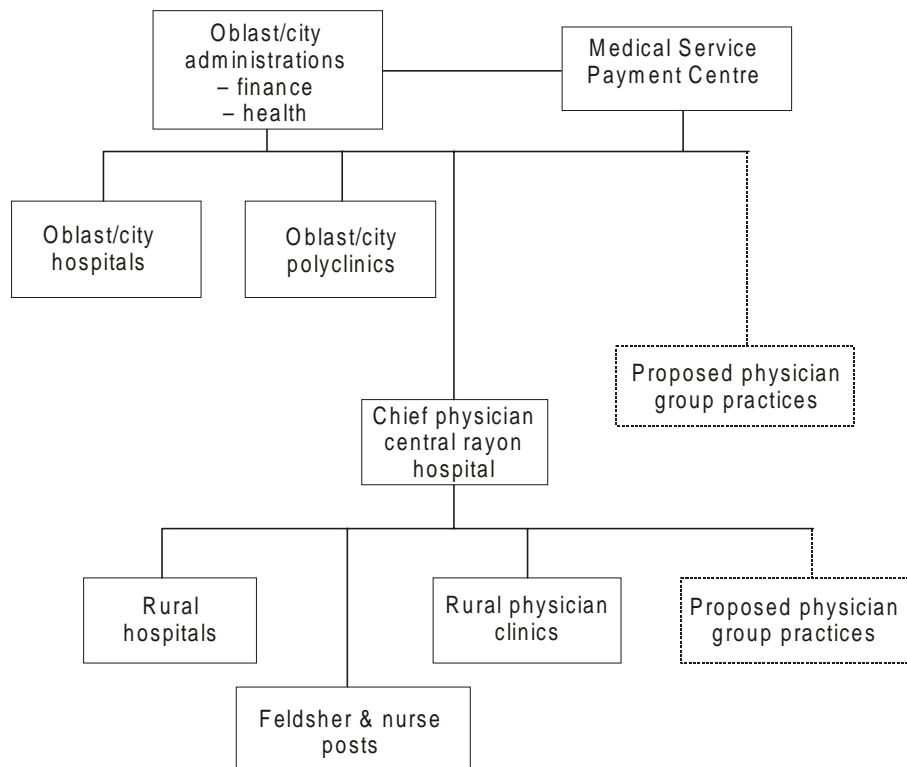 Oblast/city
administrations
– finance
– health
Medical Service
Payment Centre
Oblast/city
hospitals
Oblast/city
polyclinics
Proposed physician
group practices
Chief physician
central rayon
hospital
Rural
hospitals
Rural physician
clinics
Proposed physician
group practices
Feldsher & nurse
posts